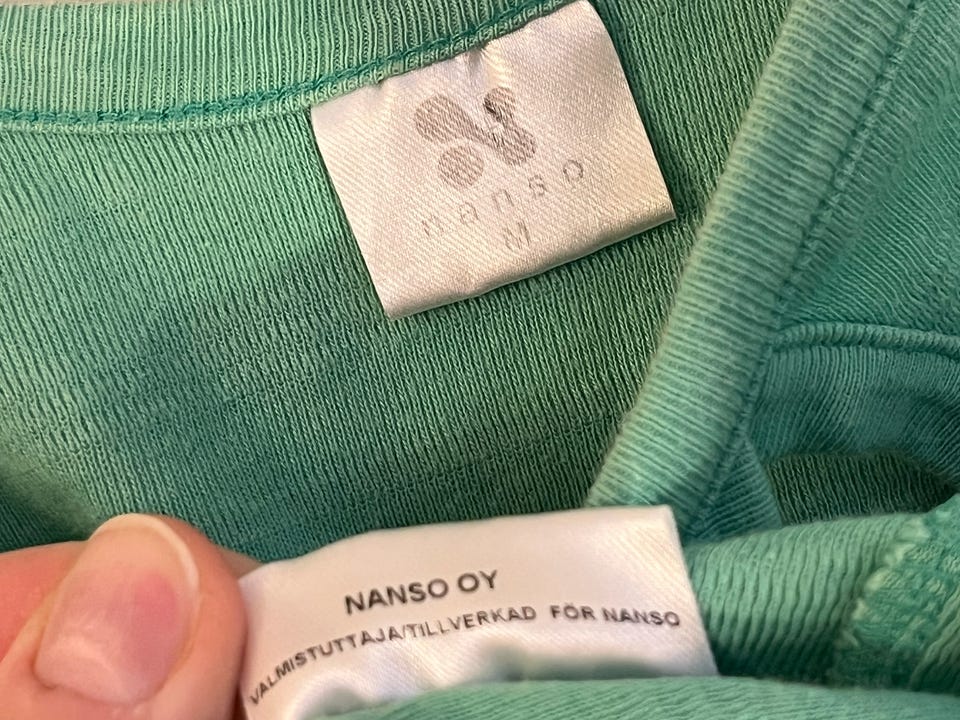 nanso
M
NANSO OY
VALMISTUTTAJA/TILLVERKAD FÖR NANSO